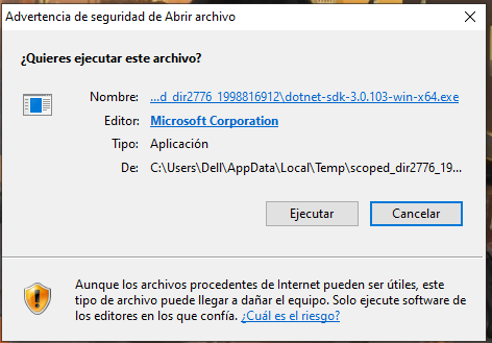 Advertencia de seguridad de Abrir archivo
¿Quieres ejecutar este archivo?
Nombre: ...d_dir2776_1998816912\dotnet-sdk-3.0.103-win-x64.exe
Editor: Microsoft Corporation
Tipo: Aplicación
De: C:\Users\Dell\AppData\Local\Temp\scoped_dir2776_19...
Ejecutar Cancelar
Aunque los archivos procedentes de Internet pueden ser útiles, este
tipo de archivo puede llegar a dañar el equipo. Solo ejecute software de
los editores en los que confía. ¿Cuál es el riesgo?